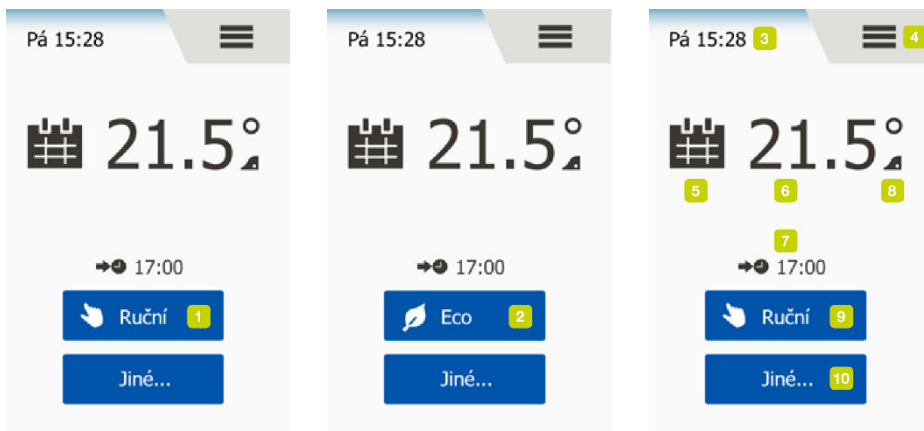 Pá 15:28
21.5°
17:00
Ruční 1
Jiné...
Pá 15:28
21.5°
17:00
Eco 2
Jiné...
Pá 15:28 3
4
21.5°
5 6 8
7
17:00
Ruční 9
Jiné... 10